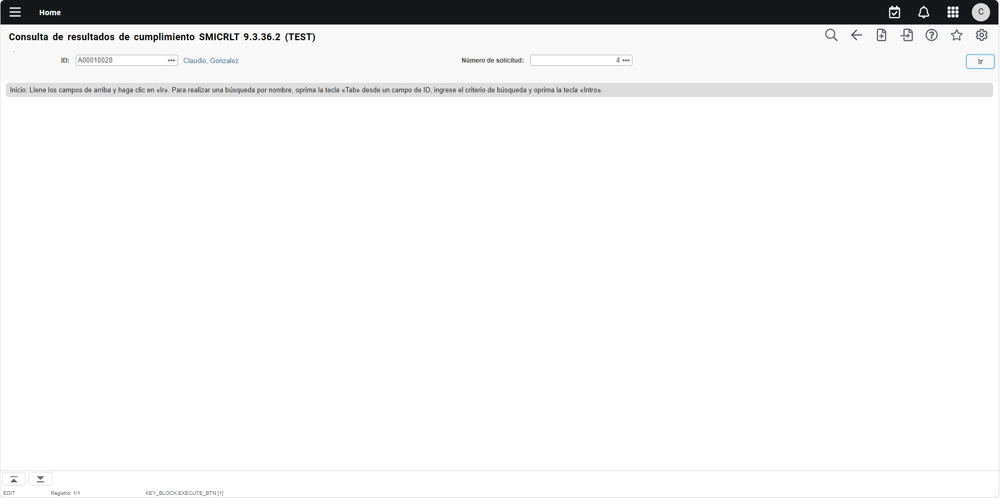 Home
C
Consulta de resultados de cumplimiento SMICRLT 9.3.36.2 (TEST)
ID: A00010028 ••• Claudio, Gonzalez Número de solicitud: 4 •••
Ir
Inicio: Llene los campos de arriba y haga clic en «Ir». Para realizar una búsqueda por nombre, oprima la tecla «Tab» desde un campo de ID, ingrese el criterio de búsqueda y oprima la tecla «Intro».
EDIT Registro: 1/1 KEY_BLOCK.EXECUTE_BTN [1]